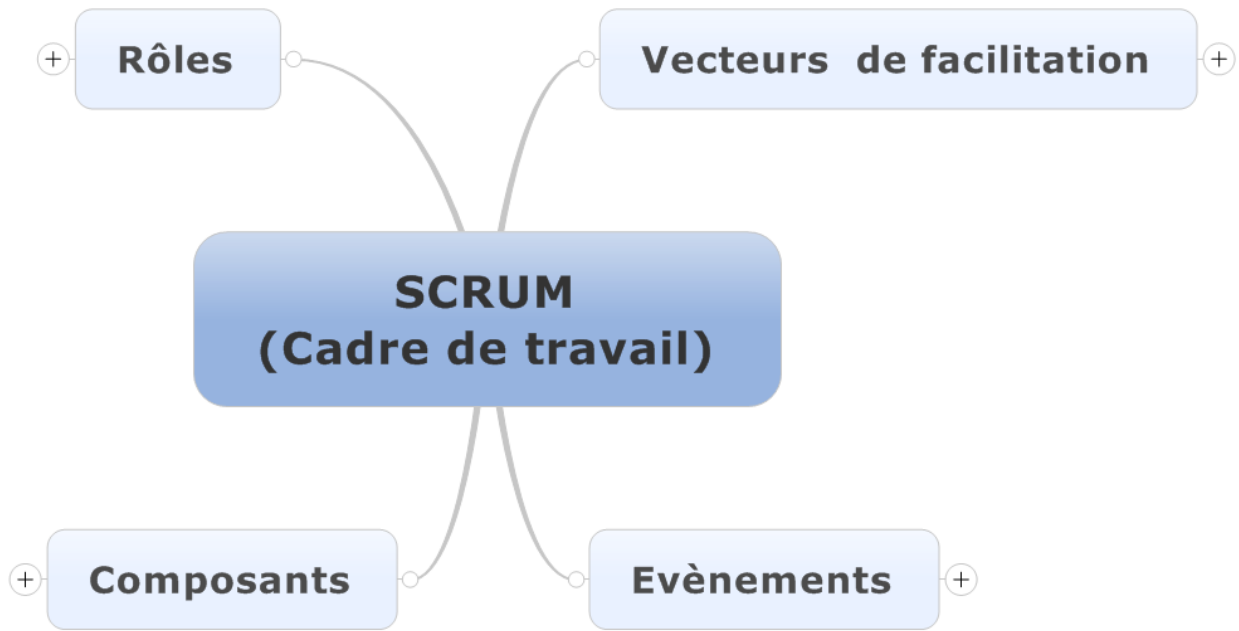 Rôles
Vecteurs de facilitation
SCRUM
(Cadre de travail)
Composants
Evènements